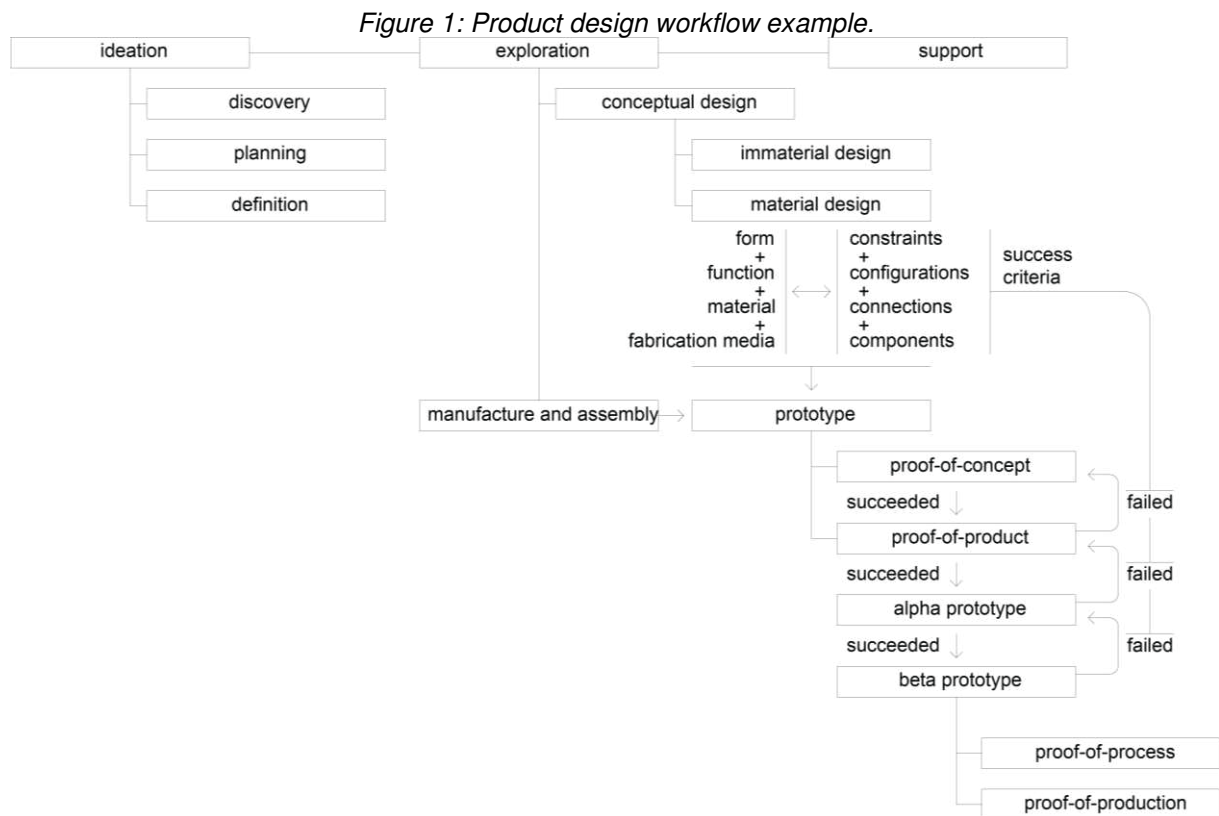 Figure 1: Product design workflow example.
ideation
exploration
support
discovery
conceptual design
planning
immaterial design
definition
material design
form
+
function
+
material
+
fabrication media
constraints
+
configurations
+
connections
+
components
success
criteria
manufacture and assembly
prototype
proof-of-concept
succeeded
failed
proof-of-product
succeeded
failed
alpha prototype
succeeded
failed
beta prototype
proof-of-process
proof-of-production